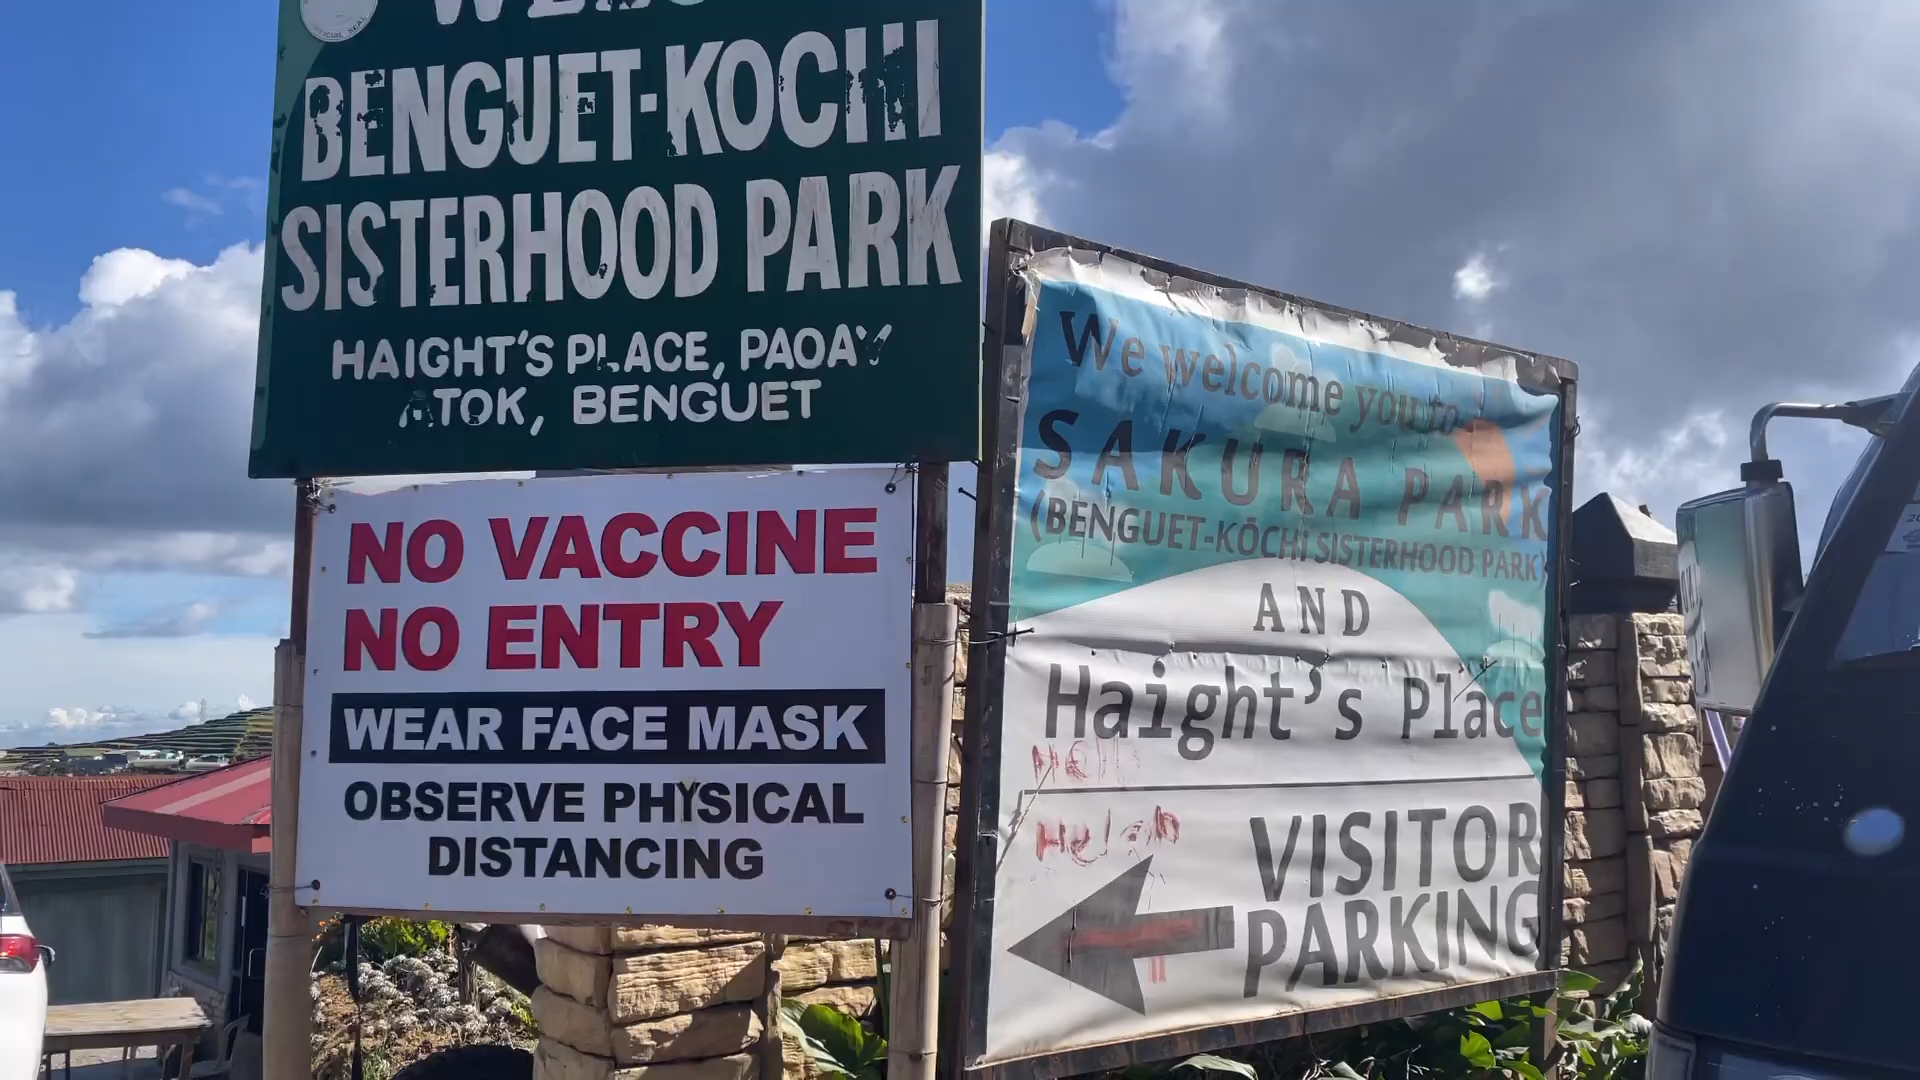 BENGUET-KOCHI
SISTERHOOD PARK
HAIGHT'S PLACE, PAOAY
ATOK, BENGUET
NO VACCINE
NO ENTRY
WEAR FACE MASK
OBSERVE PHYSICAL
DISTANCING
We welcome you to
SAKURA PARK
(BENGUET-KŌCHI SISTERHOOD PARK)
AND
Haight's Place
VISITOR
PARKING